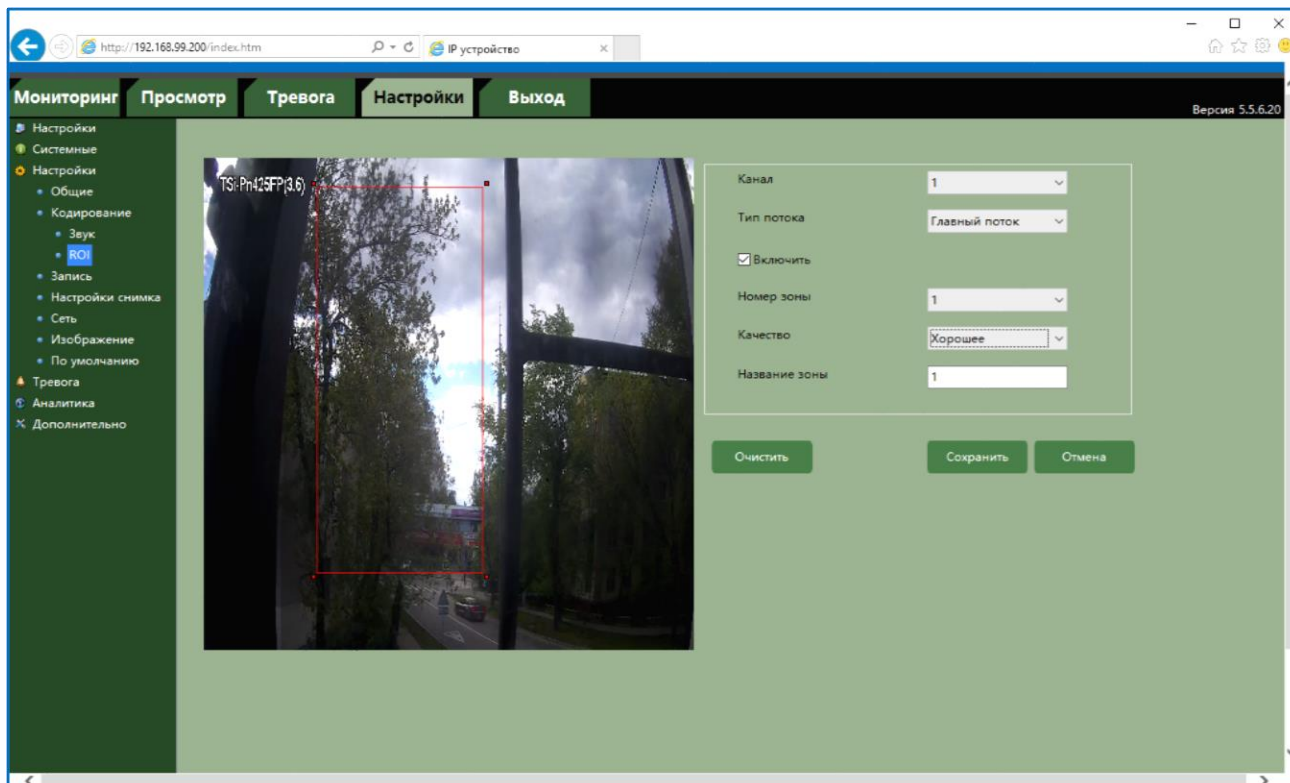 http://192.168.99.200/index.htm
IP устройство
Мониторинг Просмотр Тревога Настройки Выход
Версия 5.5.6.20
Настройки
Системные
Настройки
Общие
Кодирование
Звук
ROI
Запись
Настройки снимка
Сеть
Изображение
По умолчанию
Тревога
Аналитика
Дополнительно
TSi-Pn425FP(3.6)
Канал 1
Тип потока Главный поток
Включить
Номер зоны 1
Качество Хорошее
Название зоны 1
Очистить Сохранить Отмена